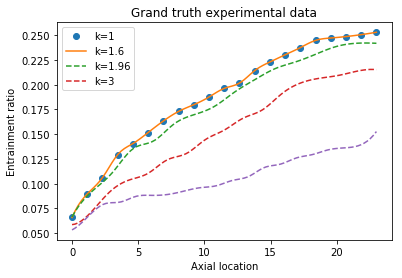 Grand truth experimental data
k=1
k=1.6
k=1.96
k=3
Entrainment ratio
0.250
0.225
0.200
0.175
0.150
0.125
0.100
0.075
0.050
0
5
10
15
20
Axial location